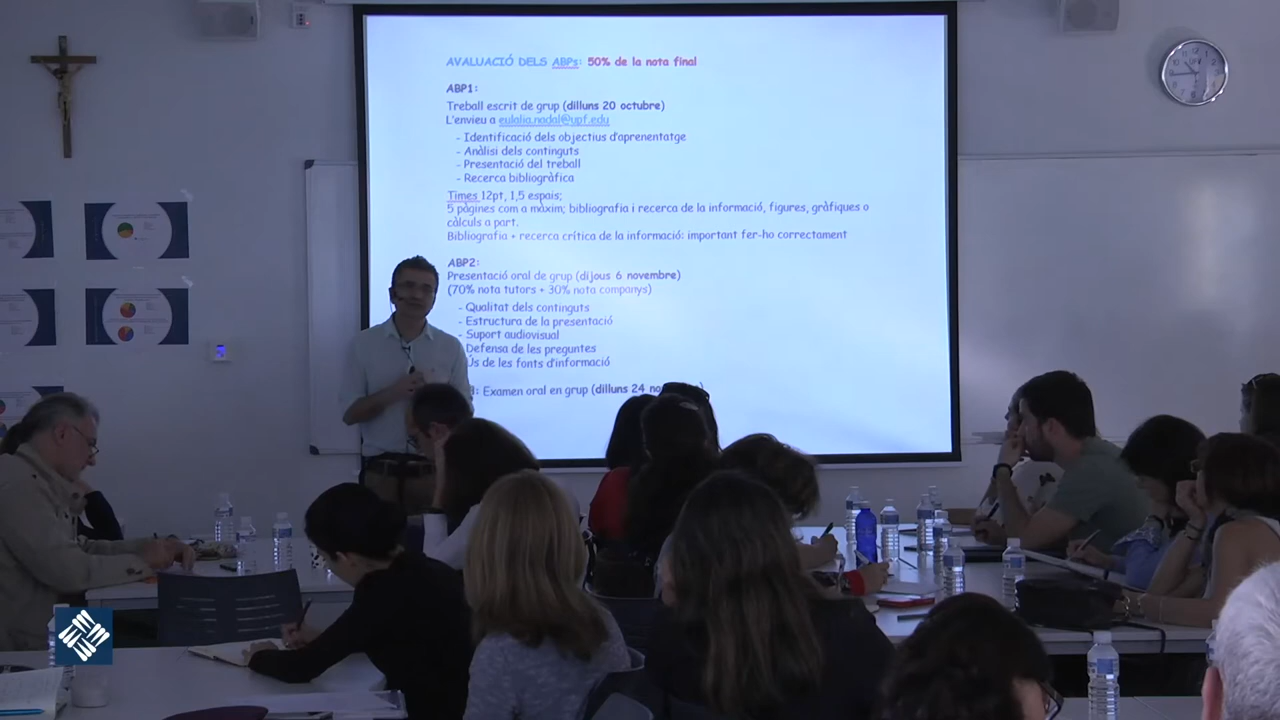 AVALUACIÓ DELS ABPs: 50% de la nota final
ABP1:
Treball escrit de grup (dilluns 20 octubre)
L'envieu a eulalia.nadal@upf.edu
- Identificació dels objectius d'aprenentatge
- Anàlisi dels continguts
- Presentació del treball
- Recerca bibliogràfica
Times 12pt, 1,5 espais;
5 pàgines com a màxim; bibliografia i recerca de la informació, figures, gràfiques o
càlculs a part.
Bibliografia + recerca crítica de la informació: important fer-ho correctament
ABP2:
Presentació oral de grup (dijous 6 novembre)
(70% nota tutors + 30% nota companys)
- Qualitat dels continguts
- Estructura de la presentació
- Suport audiovisual
Defensa de les preguntes
Ús de les fonts d'informació
: Examen oral en grup (dilluns 24